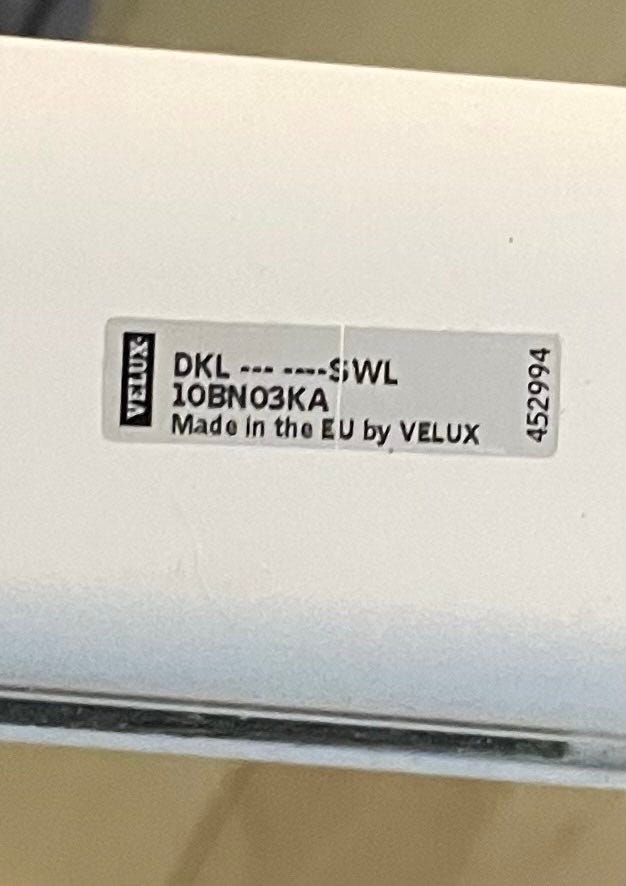 VELUX
DKL --- ----SWL
10BN03KA
Made in the EU by VELUX
452994